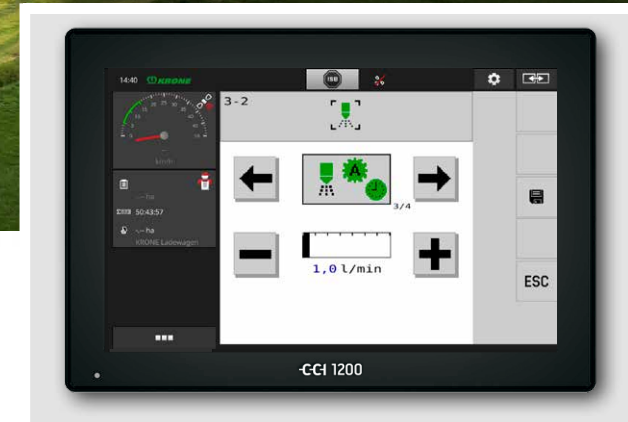 14:40 KRONE
ISO
3-2
km/h
A
-.-- ha
50:43:57
-.-- ha
KRONE Ladewagen
3/4
1,0 l/min
ESC
CCI 1200